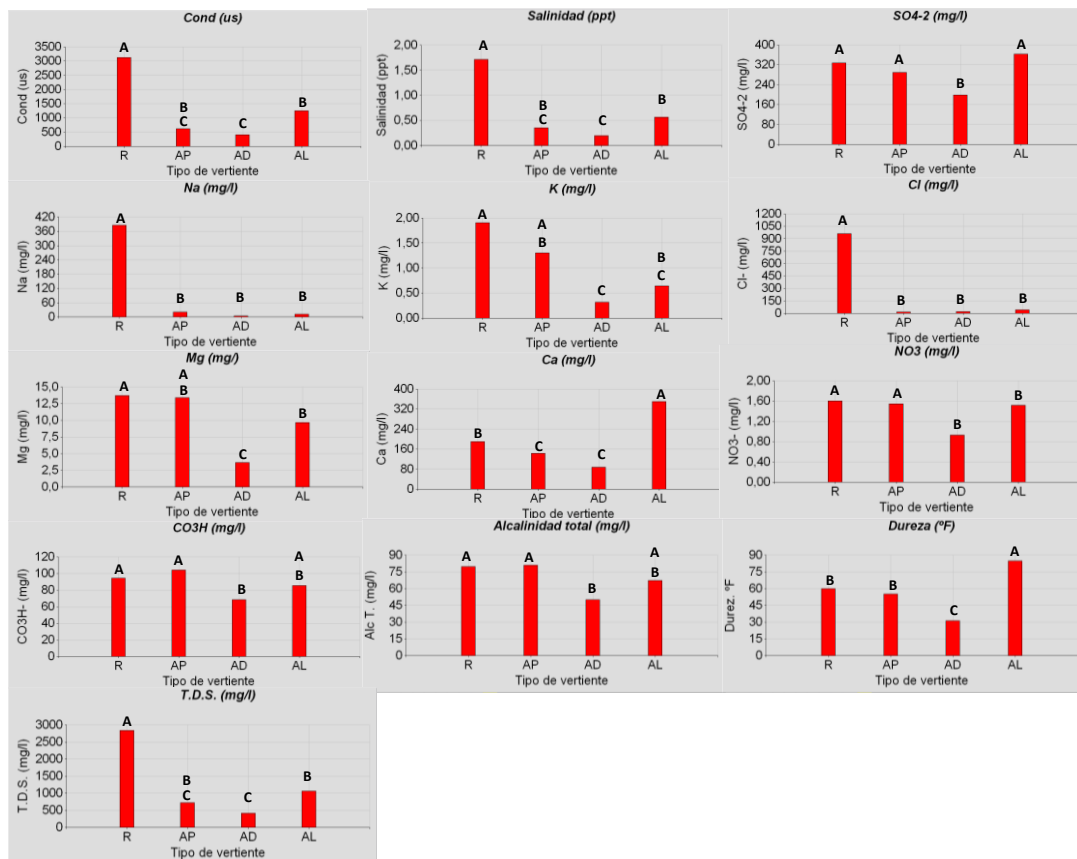 Cond (us)
Cond (us)
3500
3000
2500
2000
1500
1000
500
0
A
B
C
C
B
R AP AD AL
Tipo de vertiente
Salinidad (ppt)
Salinidad (ppt)
2,00
1,50
1,00
0,50
0,00
A
B
C
C
B
R AP AD AL
Tipo de vertiente
SO4-2 (mg/l)
SO4-2 (mg/l)
400
320
240
160
80
0
A
A
B
A
R AP AD AL
Tipo de vertiente
Na (mg/l)
Na (mg/l)
420
360
300
240
180
120
60
0
A
B
B
B
R AP AD AL
Tipo de vertiente
K (mg/l)
K (mg/l)
2,00
1,50
1,00
0,50
0,00
A
A
B
C
B
C
R AP AD AL
Tipo de vertiente
Cl (mg/l)
Cl- (mg/l)
1200
1050
900
750
600
450
300
150
0
A
B
B
B
R AP AD AL
Tipo de vertiente
Mg (mg/)
Mg (mg/l)
15,0
12,5
10,0
7,5
5,0
2,5
0,0
A
A
B
C
B
R AP AD AL
Tipo de vertiente
Ca (mg/l)
Ca (mg/l)
400
320
240
160
80
0
B
C
C
A
R AP AD AL
Tipo de vertiente
NO3 (mg/l)
NO3- (mg/l)
2,00
1,60
1,20
0,80
0,40
0,00
A
A
B
B
R AP AD AL
Tipo de vertiente
CO3H (mg/l)
CO3H- (mg/l)
120
100
80
60
40
20
0
A
A
B
A
B
R AP AD AL
Tipo de vertiente
Alcalinidad total (mg/l)
Alc T. (mg/l)
90
75
60
45
30
15
0
A
A
B
A
B
R AP AD AL
Tipo de vertiente
Dureza (ºF)
Durez. ºF
90
75
60
45
30
15
0
B
B
C
A
R AP AD AL
Tipo de vertiente
T.D.S. (mg/l)
T.D.S. (mg/l)
3000
2500
2000
1500
1000
500
0
A
B
C
C
B
R AP AD AL
Tipo de vertiente